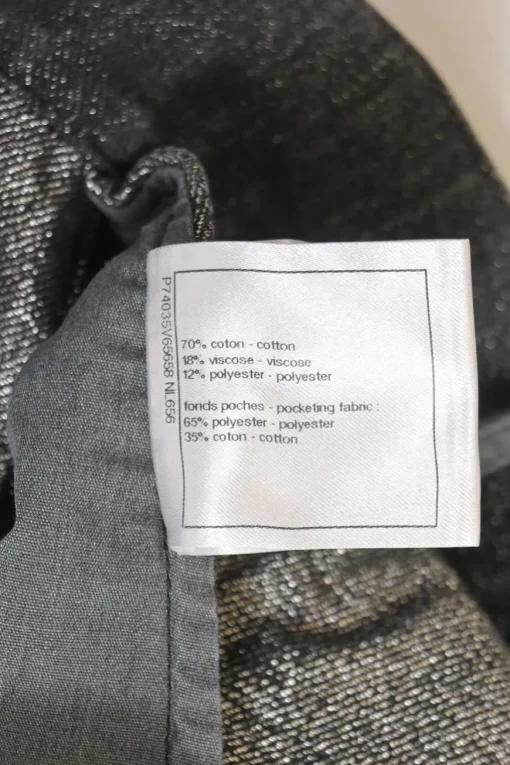 P74035V65658 NL656
70% coton - cotton
18% viscose - viscose
12% polyester - polyester
fonds poches - pocketing fabric :
65% polyester - polyester
35% coton - cotton